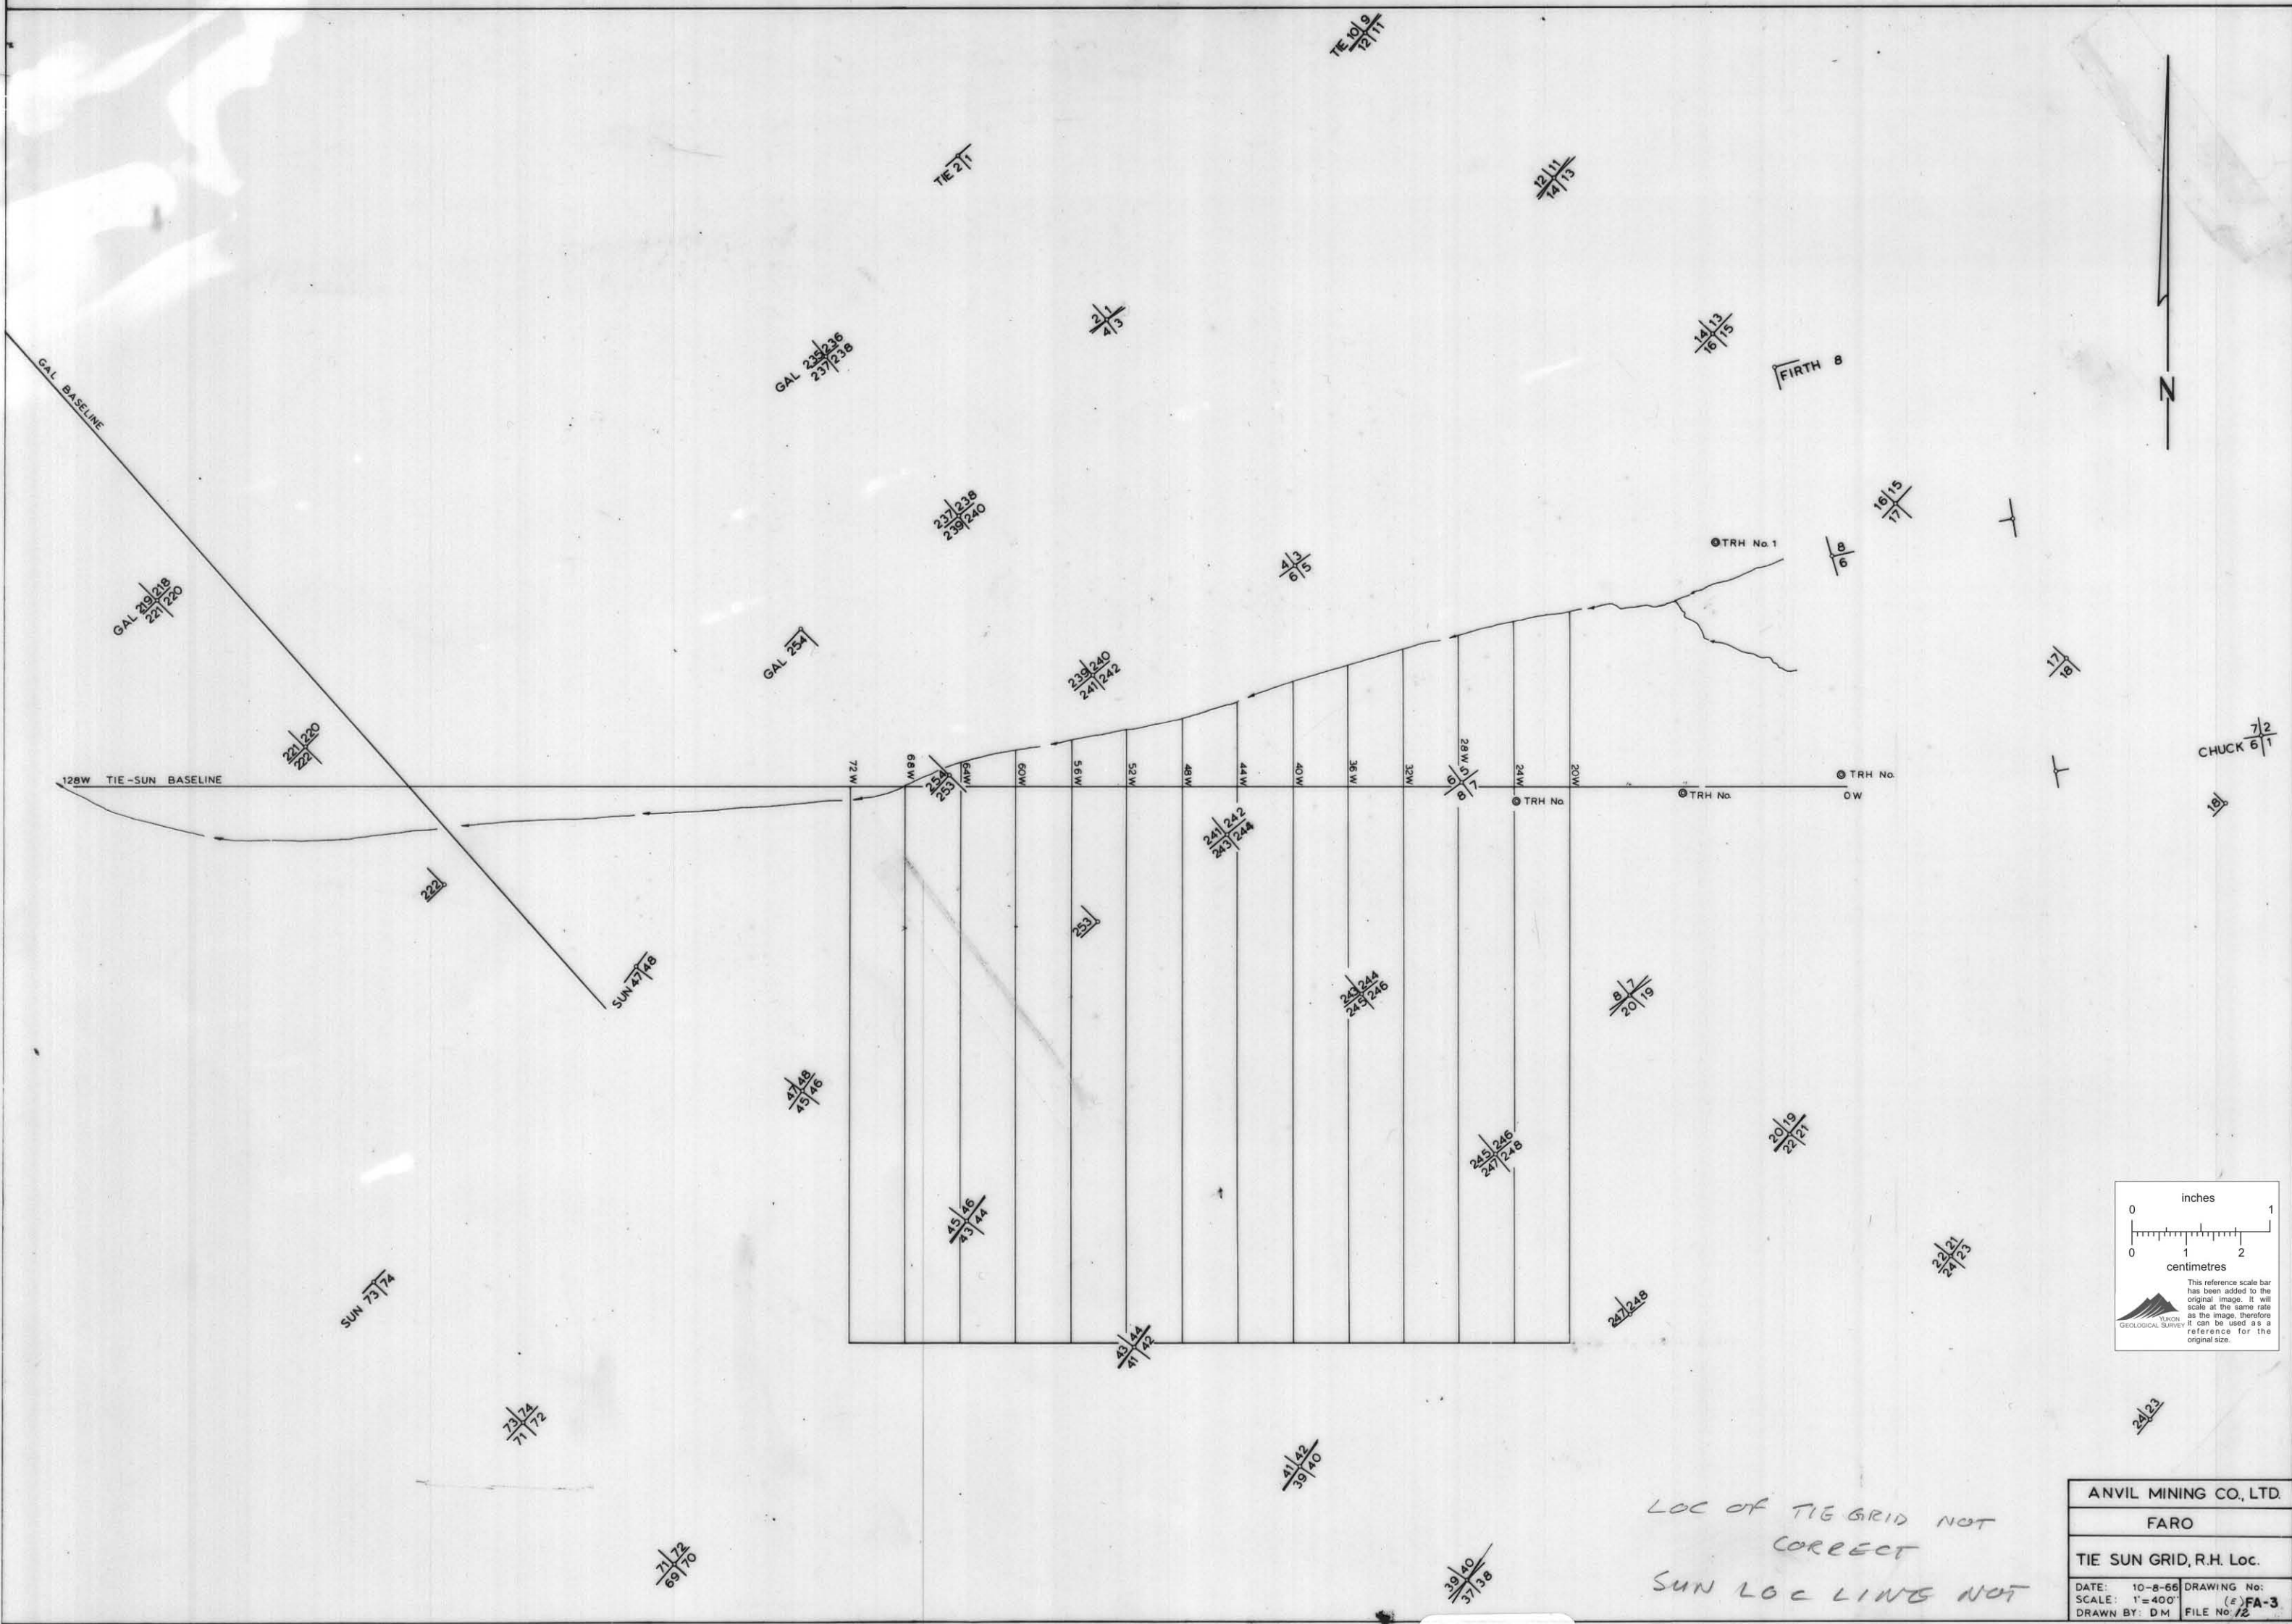 TIE 10 9
12 11
TIE 2 1
12 11
14 13
2 1
4 3
14 13
16 15
GAL 235 236
237 238
FIRTH 8
GAL BASELINE
N
237 238
239 240
16 15
17
TRH No. 1
8
6
4 3
6 5
GAL 219 218
221 220
GAL 254
239 240
241 242
17
18
221 220
222
CHUCK 7 2
6 1
128W TIE-SUN BASELINE
72W
68W
64W
60W
56W
52W
48W
44W
40W
36W
32W
28W
24W
20W
254
253
6 5
8 7
TRH No.
TRH No.
TRH No.
0W
18
241 242
243 244
222
253
SUN 47 48
243 244
245 246
8 7
20 19
47 48
45 46
20 19
22 21
245 246
247 248
45 46
43 44
22 21
24 23
inches
0 1
0 1 2
centimetres
This reference scale bar
has been added to the
original image. It will
scale at the same rate
as the image, therefore
it can be used as a
reference for the
original size.
YUKON
GEOLOGICAL SURVEY
SUN 73 74
247 248
43 44
41 42
73 74
71 72
24 23
41 42
39 40
71 72
69 70
39 40
37 38
LOC OF TIE GRID NOT
CORRECT
SUN LOC LINE NOT
ANVIL MINING CO., LTD.
FARO
TIE SUN GRID, R.H. Loc.
DATE: 10-8-66
SCALE: 1"=400'
DRAWN BY: D M
DRAWING No:
(E) FA-3
FILE No 12